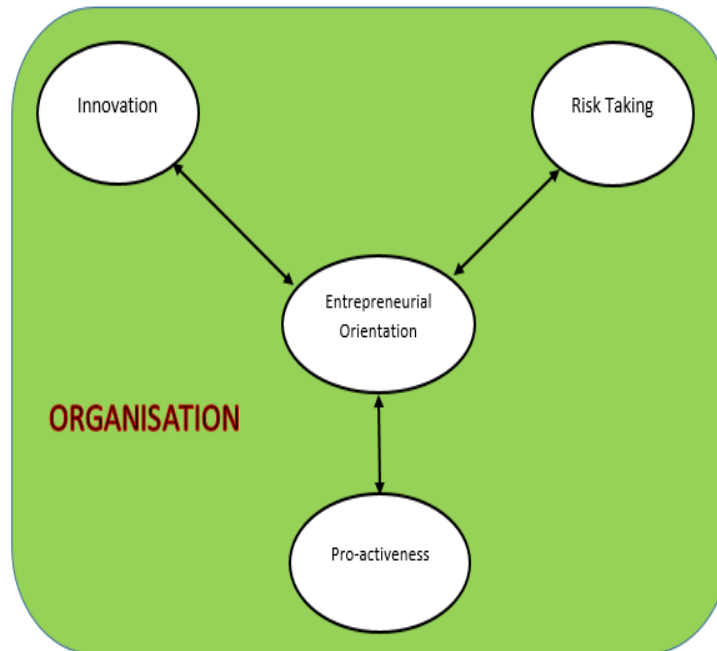 Innovation
Risk Taking
Entrepreneurial
Orientation
ORGANISATION
Pro-activeness